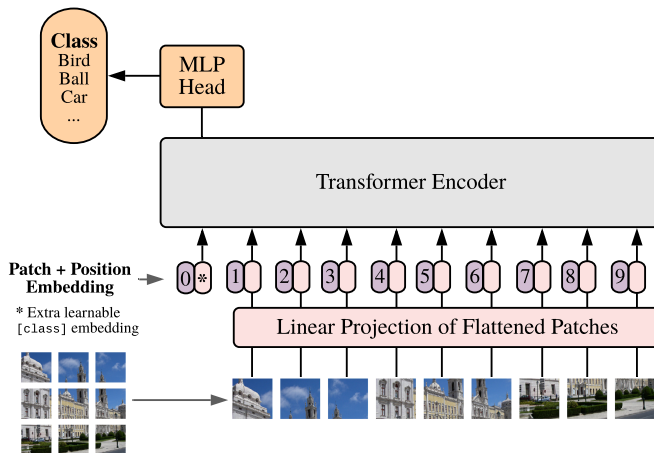 Class
Bird
Ball
Car
...
MLP
Head
Transformer Encoder
Patch + Position
Embedding
0 * 1 2 3 4 5 6 7 8 9
* Extra learnable
[class] embedding
Linear Projection of Flattened Patches